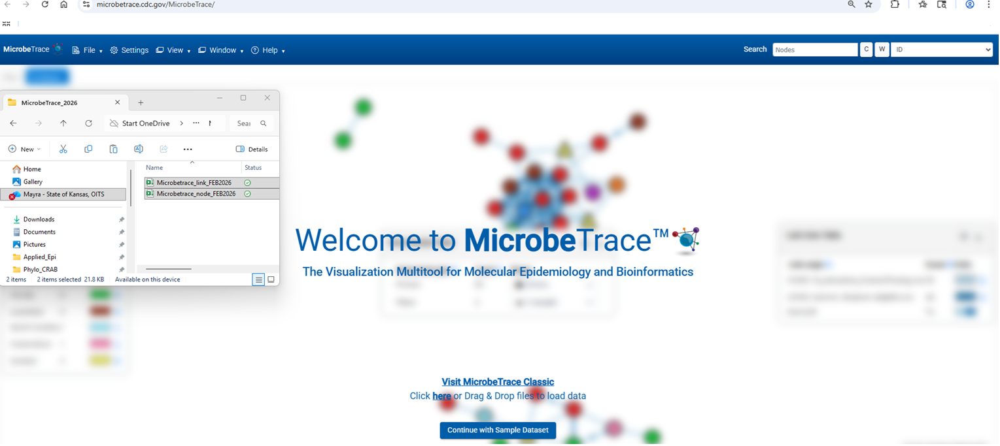 microbetrace.cdc.gov/MicrobeTrace/
MicrobeTrace File Settings View Window Help Search Nodes C W ID
MicrobeTrace_2026
Start OneDrive Sear
New Details
Name Status
Home
Gallery
Mayra - State of Kansas, OITS
Microbetrace_link_FEB2026
Microbetrace_node_FEB2026
Downloads
Documents
Pictures
Applied_Epi
Phylo_CRAB
2 items 2 items selected 21.8 KB Available on this device
Welcome to MicrobeTrace™
The Visualization Multitool for Molecular Epidemiology and Bioinformatics
Visit MicrobeTrace Classic
Click here or Drag & Drop files to load data
Continue with Sample Dataset